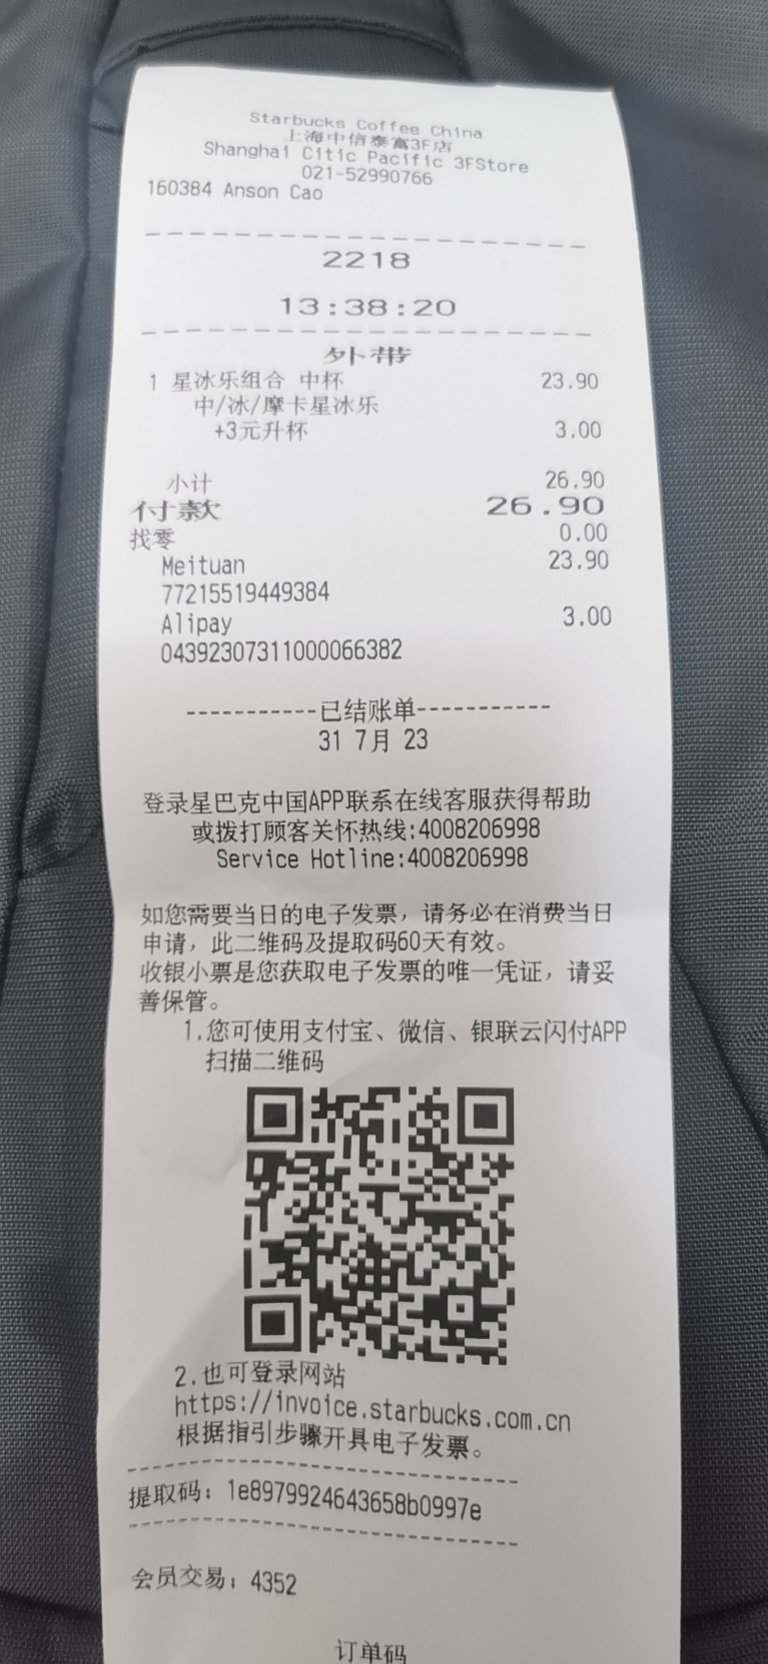 Starbucks Coffee China
上海中信泰富3F店
Shanghai Citic Pacific 3FStore
021-52990766
160384 Anson Cao
2218
13:38:20
外带
1 星冰乐组合 中杯 23.90
中/冰/摩卡星冰乐
+3元升杯 3.00
小计 26.90
付款 26.90
找零 0.00
Meituan 23.90
77215519449384
Alipay 3.00
04392307311000066382
-----------已结账单-----------
31 7月 23
登录星巴克中国APP联系在线客服获得帮助
或拨打顾客关怀热线:4008206998
Service Hotline:4008206998
如您需要当日的电子发票，请务必在消费当日
申请，此二维码及提取码60天有效。
收银小票是您获取电子发票的唯一凭证，请妥
善保管。
1.您可使用支付宝、微信、银联云闪付APP
扫描二维码
2.也可登录网站
https://invoice.starbucks.com.cn
根据指引步骤开具电子发票。
提取码：1e8979924643658b0997e
会员交易：4352
订单码